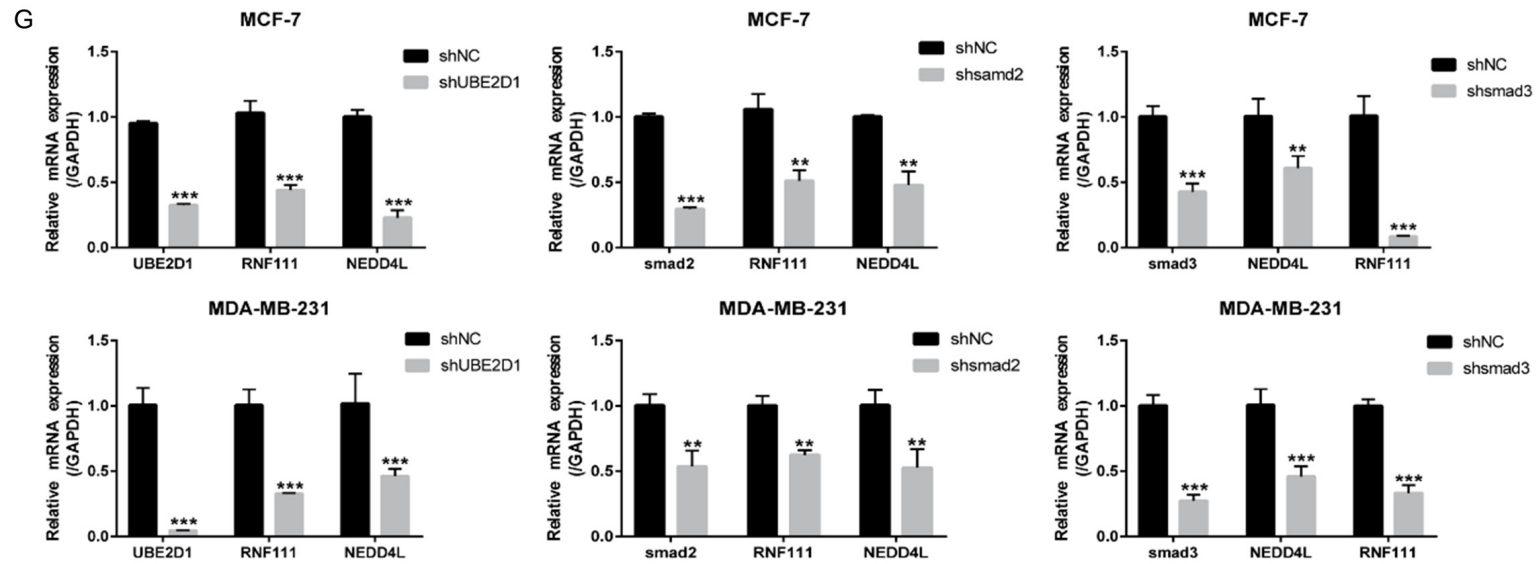 G
MCF-7
Relative mRNA expression
(/GAPDH)
1.5
1.0
0.5
0.0
shNC
shUBE2D1
***
***
***
UBE2D1 RNF111 NEDD4L
MCF-7
Relative mRNA expression
(/GAPDH)
1.5
1.0
0.5
0.0
shNC
shsamd2
***
**
**
smad2 RNF111 NEDD4L
MCF-7
Relative mRNA expression
(/GAPDH)
1.5
1.0
0.5
0.0
shNC
shsmad3
***
**
***
smad3 NEDD4L RNF111
MDA-MB-231
Relative mRNA expression
(/GAPDH)
1.5
1.0
0.5
0.0
shNC
shUBE2D1
***
***
***
UBE2D1 RNF111 NEDD4L
MDA-MB-231
Relative mRNA expression
(/GAPDH)
1.5
1.0
0.5
0.0
shNC
shsmad2
**
**
**
smad2 RNF111 NEDD4L
MDA-MB-231
Relative mRNA expression
(/GAPDH)
1.5
1.0
0.5
0.0
shNC
shsmad3
***
***
***
smad3 NEDD4L RNF111